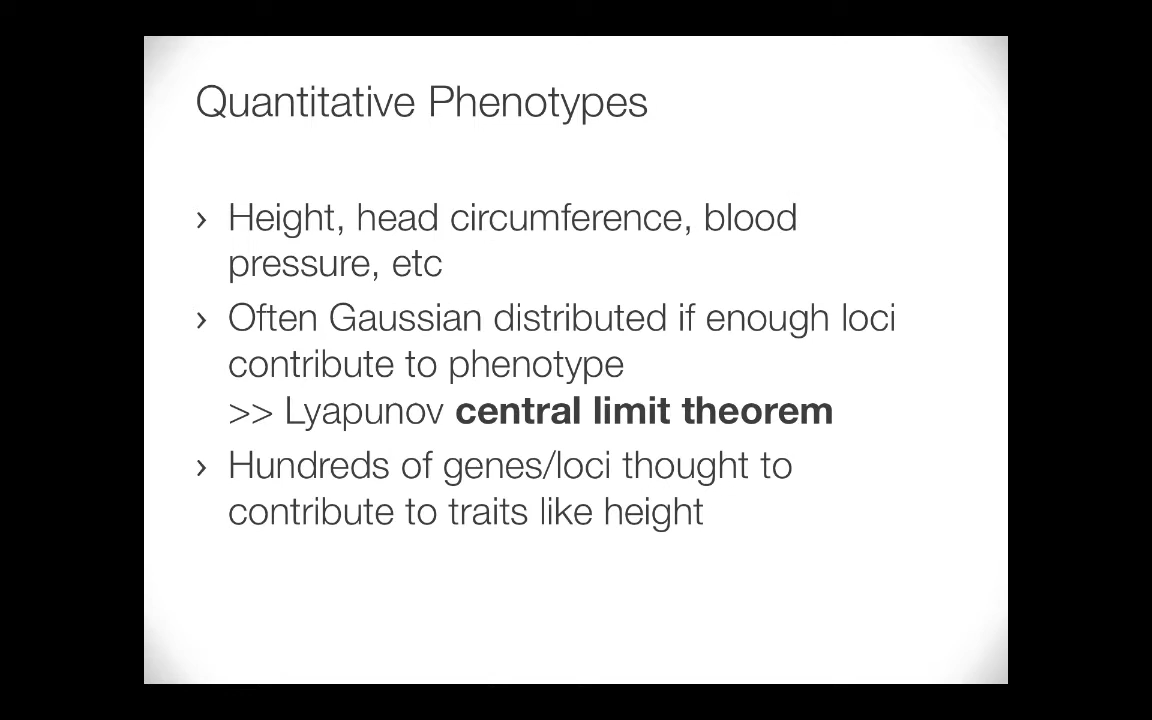 Quantitative Phenotypes
› Height, head circumference, blood
pressure, etc
› Often Gaussian distributed if enough loci
contribute to phenotype
>> Lyapunov central limit theorem
› Hundreds of genes/loci thought to
contribute to traits like height